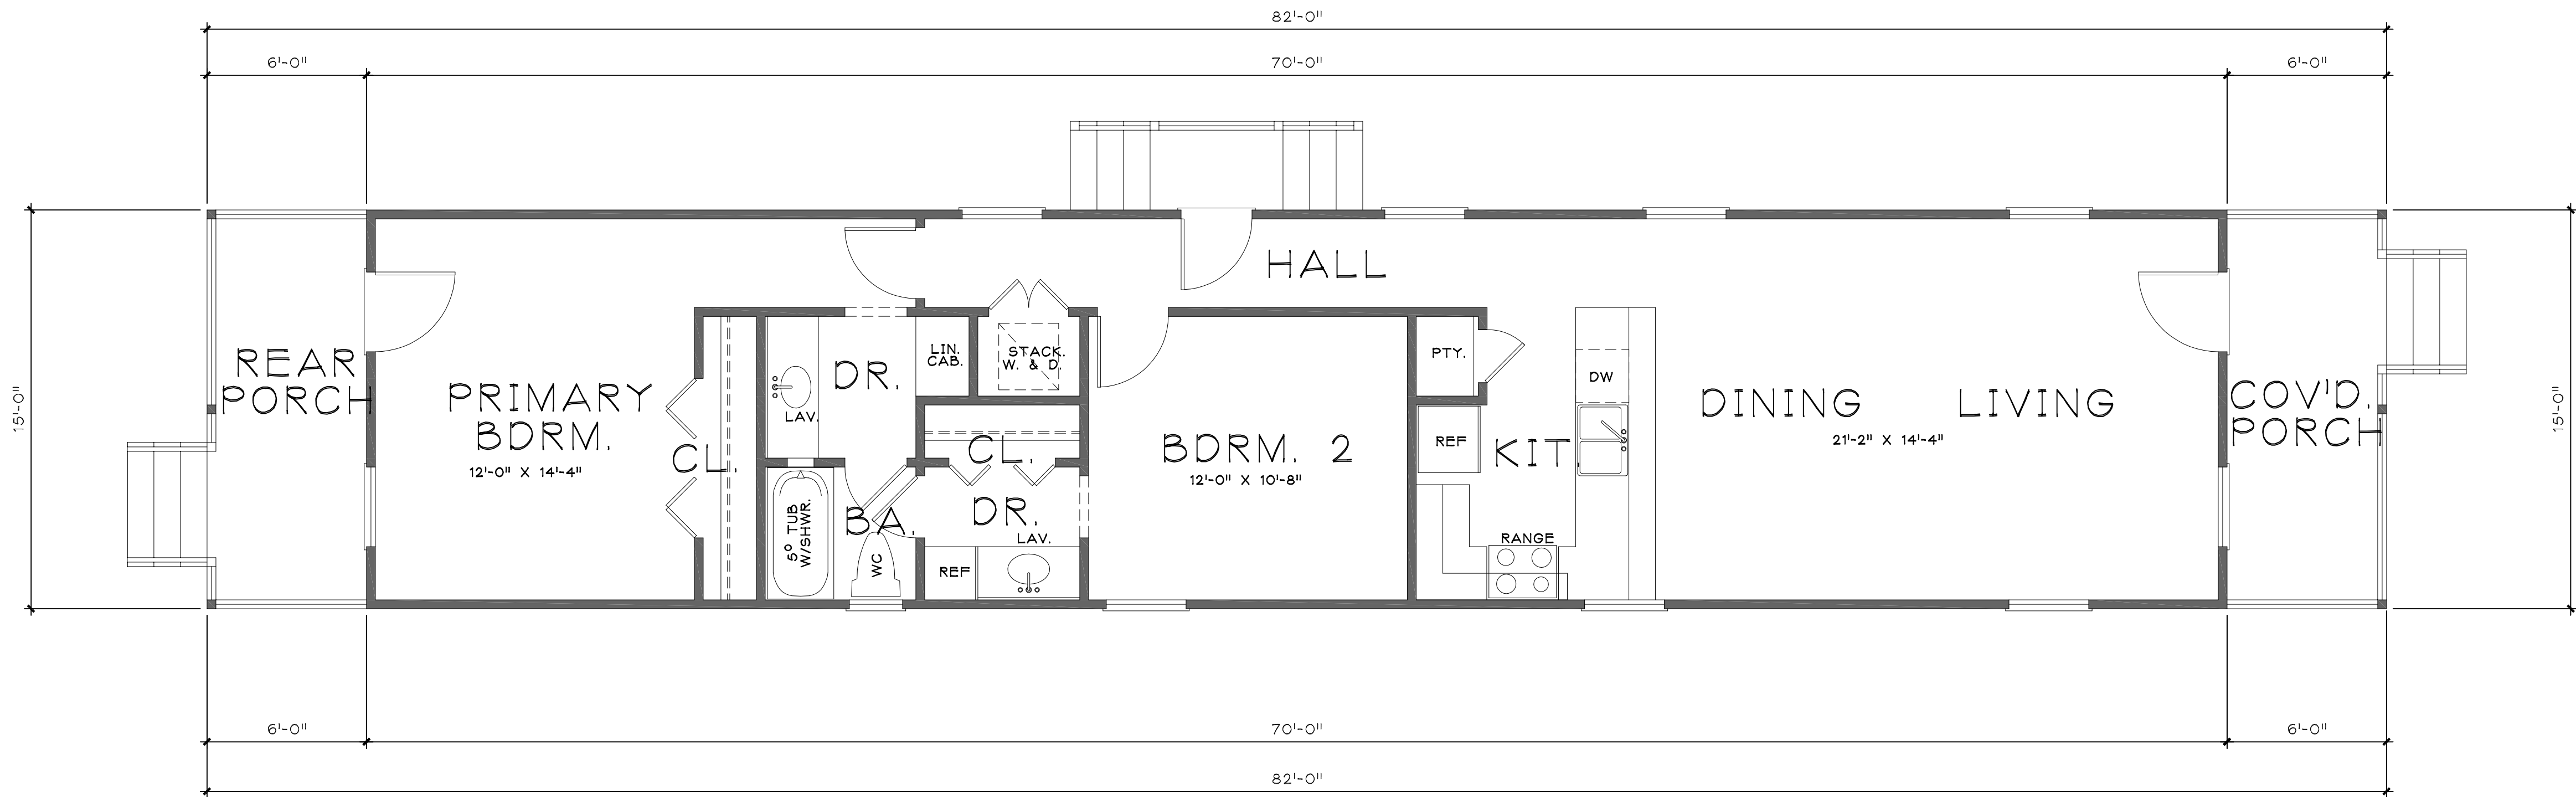 82'-0"
6'-0"
70'-0"
6'-0"
15'-0"
15'-0"
HALL
REAR
PORCH
PRIMARY
BDRM.
12'-0" X 14'-4"
CL.
DR.
LAV.
LIN.
CAB.
STACK.
W. & D.
CL.
5⁰ TUB
W/SHWR.
BA.
WC
DR.
LAV.
REF
BDRM. 2
12'-0" X 10'-8"
PTY.
REF
KIT.
DW
RANGE
DINING
LIVING
21'-2" X 14'-4"
COV'D.
PORCH
6'-0"
70'-0"
6'-0"
82'-0"